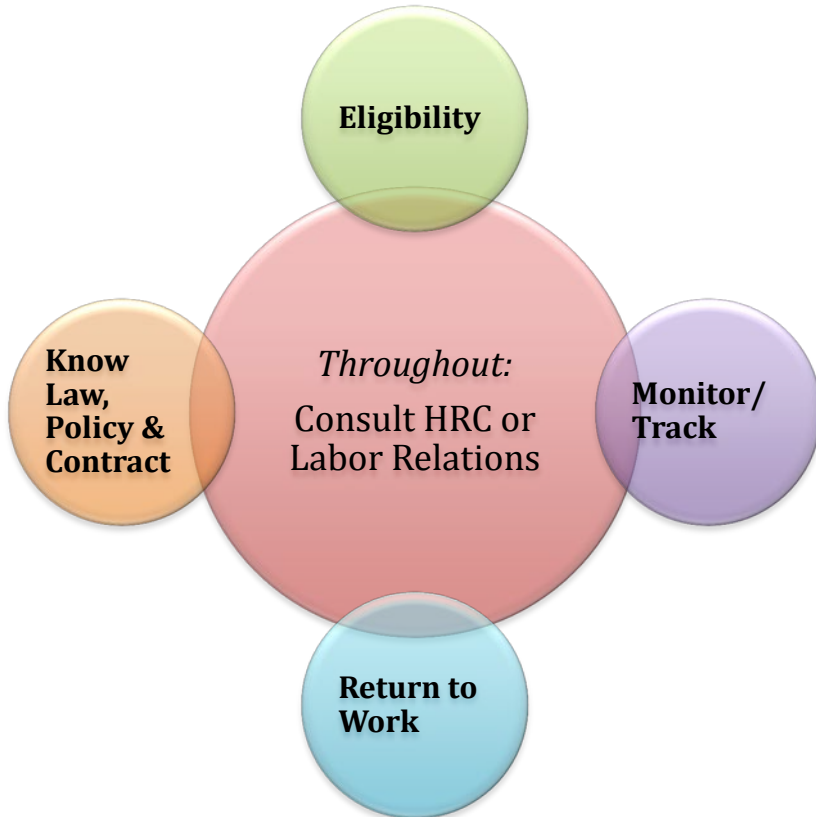 Eligibility
Know
Law,
Policy &
Contract
Throughout:
Consult HRC or
Labor Relations
Monitor/
Track
Return to
Work